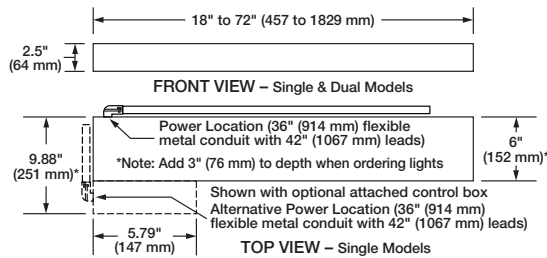 18" to 72" (457 to 1829 mm)
2.5"
(64 mm)
FRONT VIEW – Single & Dual Models
Power Location (36" (914 mm) flexible
metal conduit with 42" (1067 mm) leads)
9.88"
(251 mm)*
*Note: Add 3" (76 mm) to depth when ordering lights
6"
(152 mm)*
Shown with optional attached control box
Alternative Power Location (36" (914 mm)
flexible metal conduit with 42" (1067 mm) leads)
5.79"
(147 mm)
TOP VIEW – Single Models